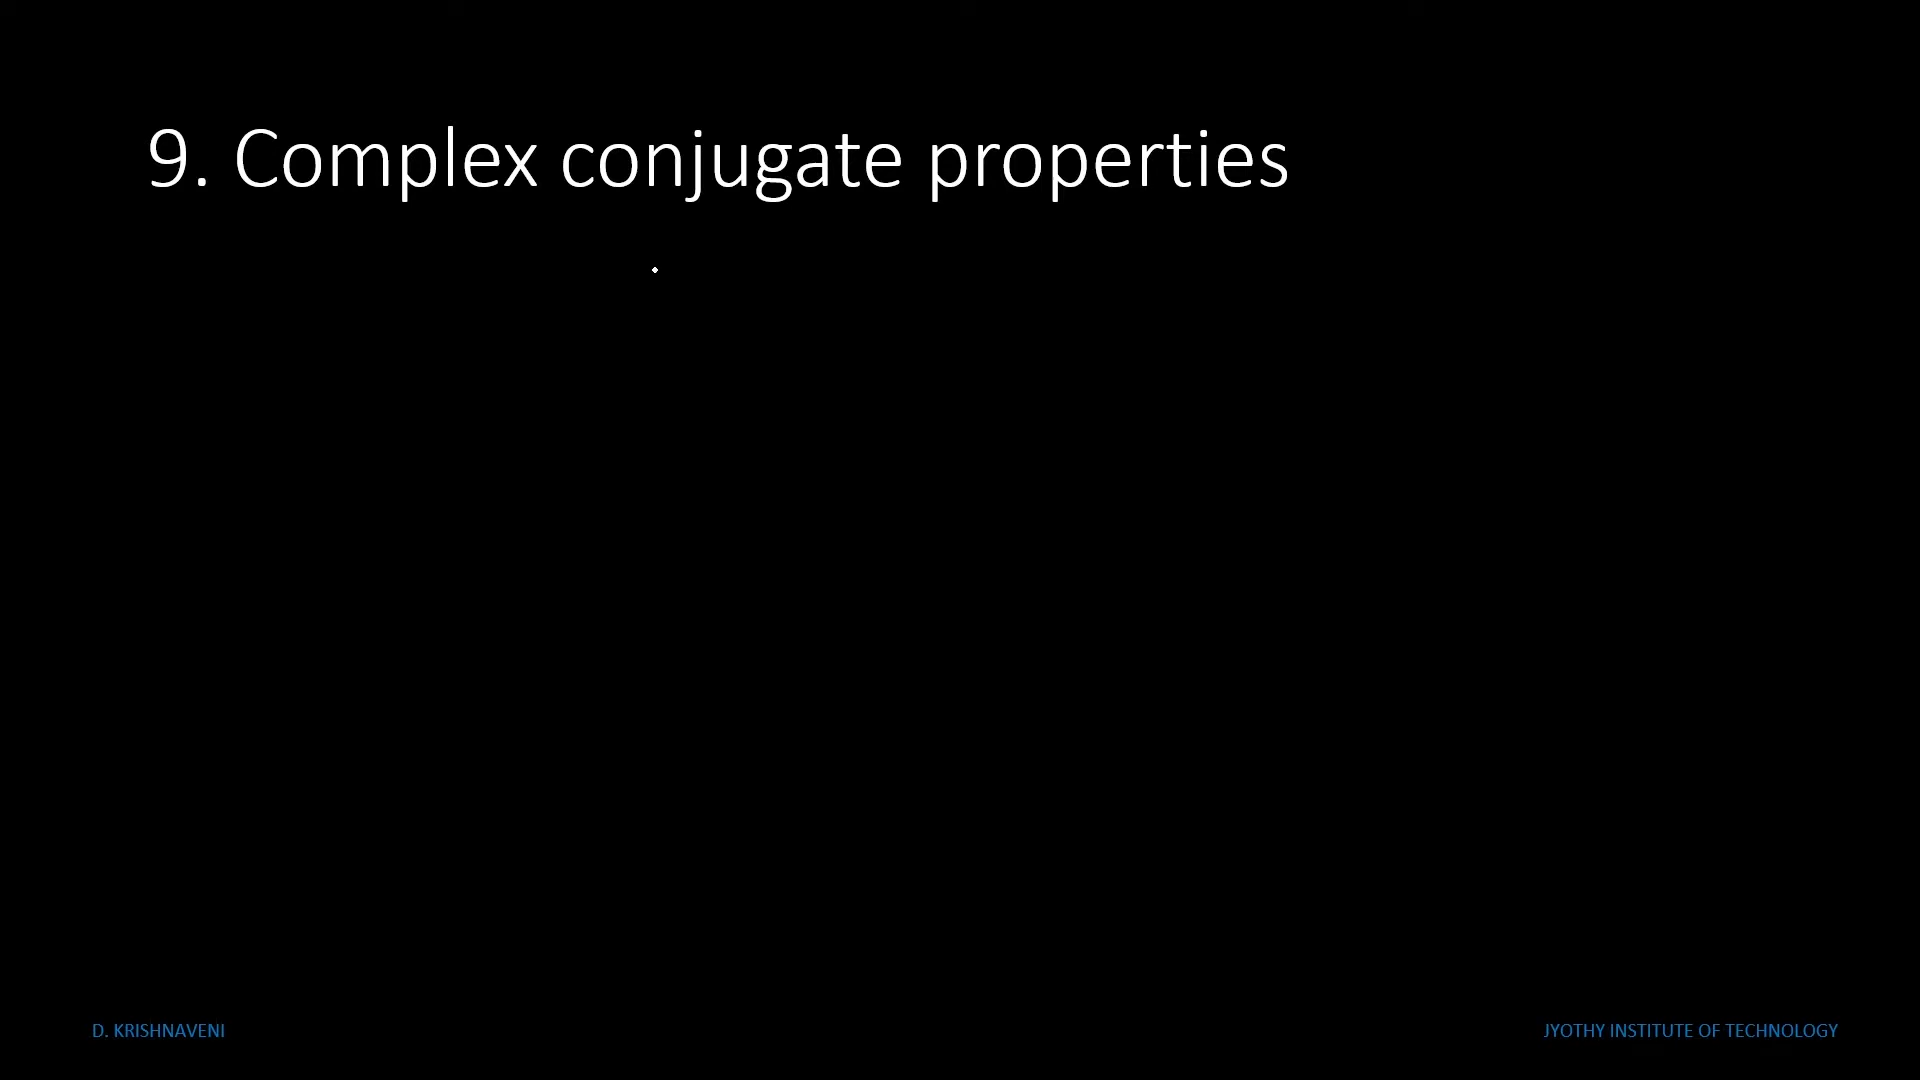 9. Complex conjugate properties
D. KRISHNAVENI
JYOTHY INSTITUTE OF TECHNOLOGY